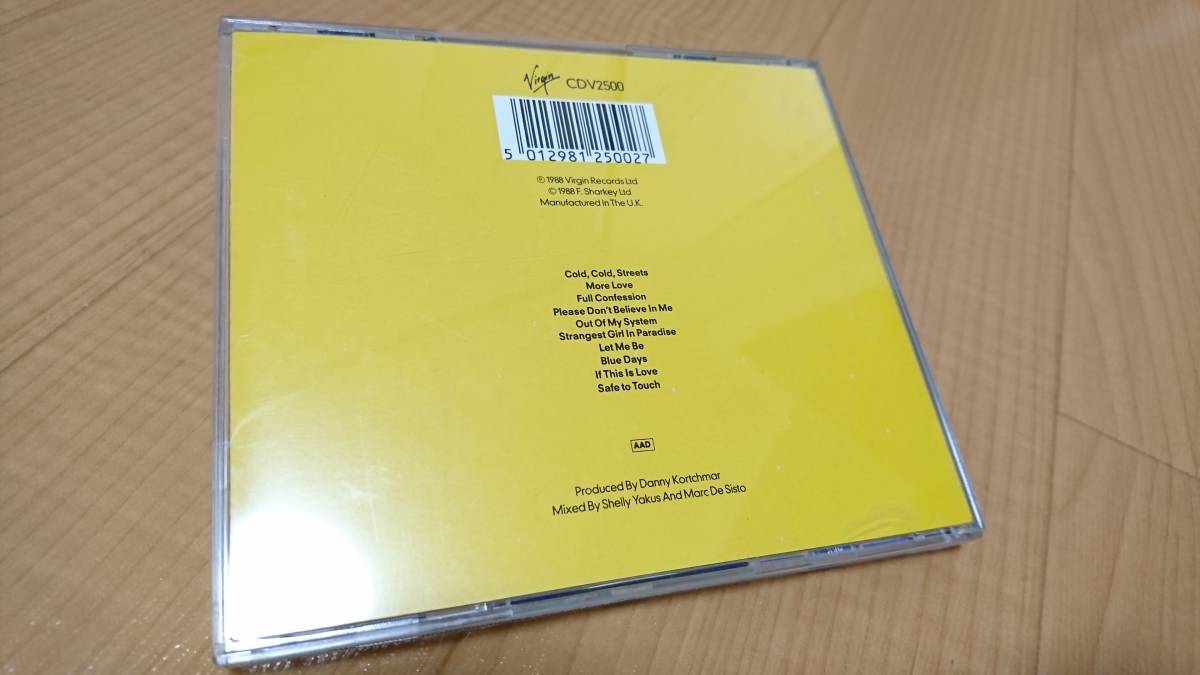 Virgin CDV2500
5 012981 250027
℗ 1988 Virgin Records Ltd
© 1988 F. Sharkey Ltd
Manufactured In The U.K.
Cold, Cold, Streets
More Love
Full Confession
Please Don't Believe In Me
Out Of My System
Strangest Girl In Paradise
Let Me Be
Blue Days
If This Is Love
Safe to Touch
AAD
Produced By Danny Kortchmar
Mixed By Shelly Yakus And Marc De Sisto